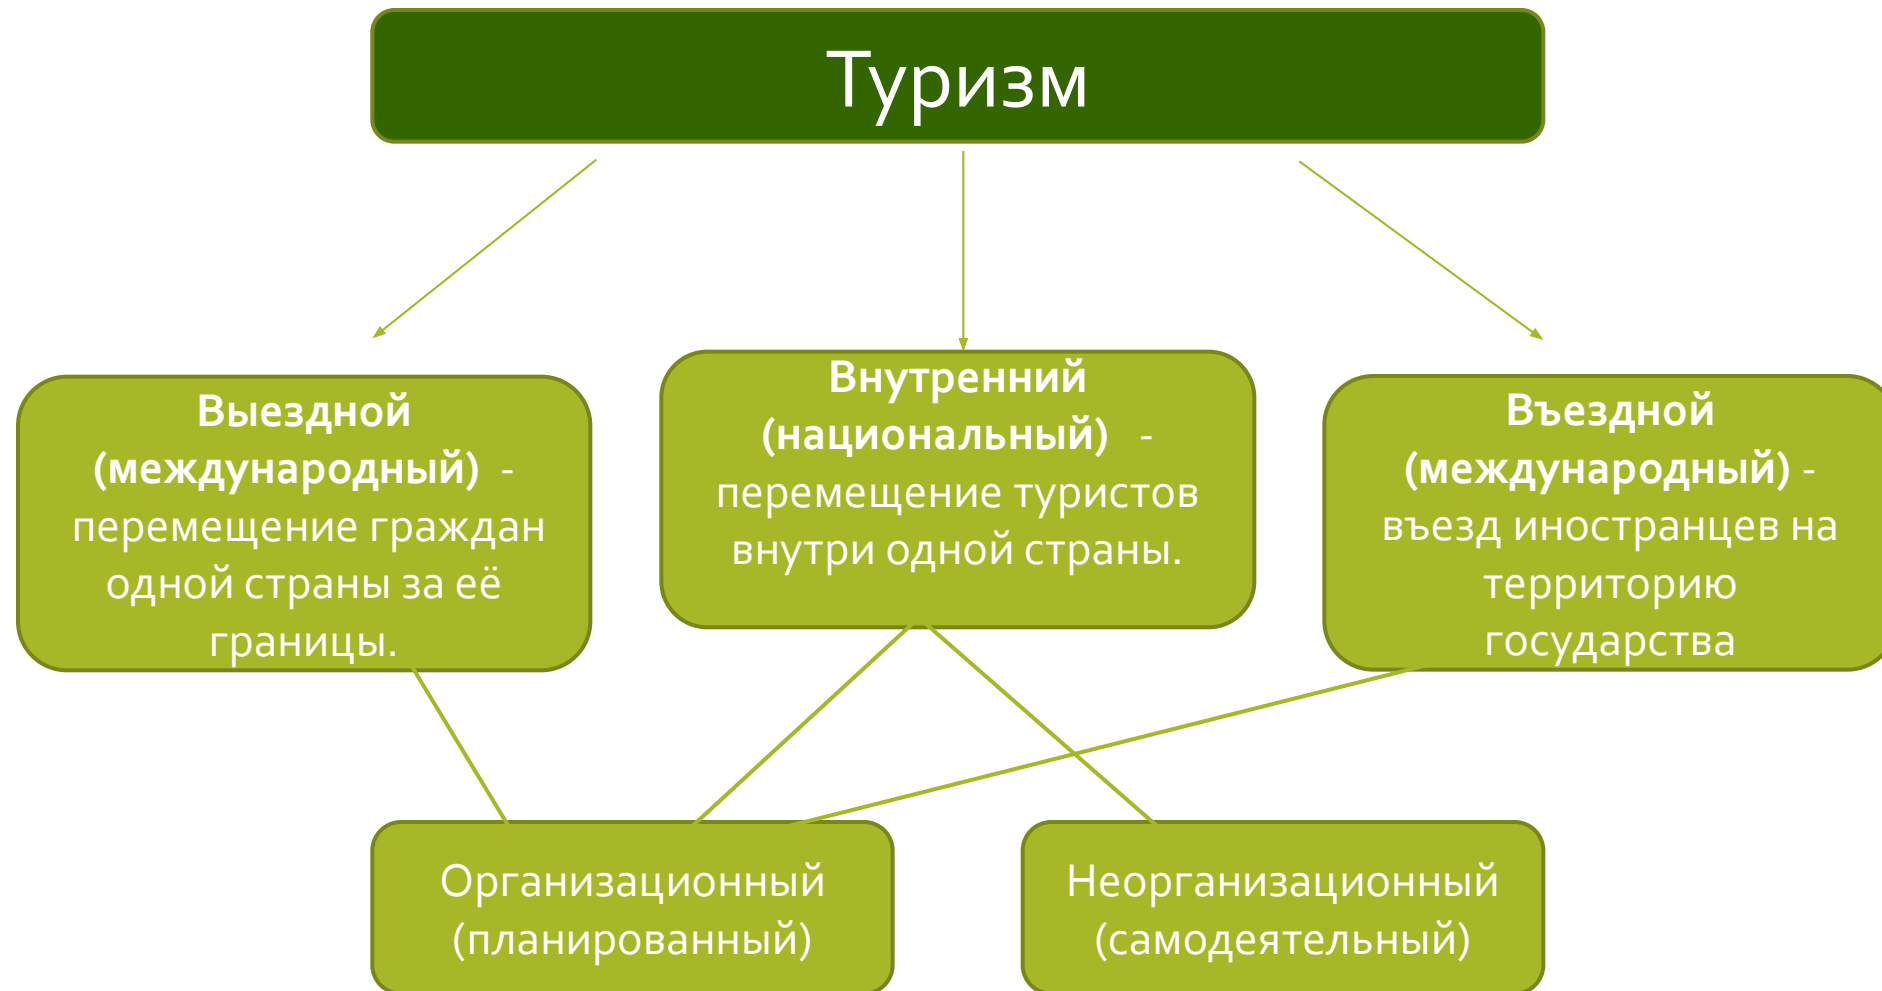 Туризм
Выездной
(международный) -
перемещение граждан
одной страны за её
границы.
Внутренний
(национальный) -
перемещение туристов
внутри одной страны.
Въездной
(международный) -
въезд иностранцев на
территорию
государства
Организационный
(планированный)
Неорганизационный
(самодеятельный)